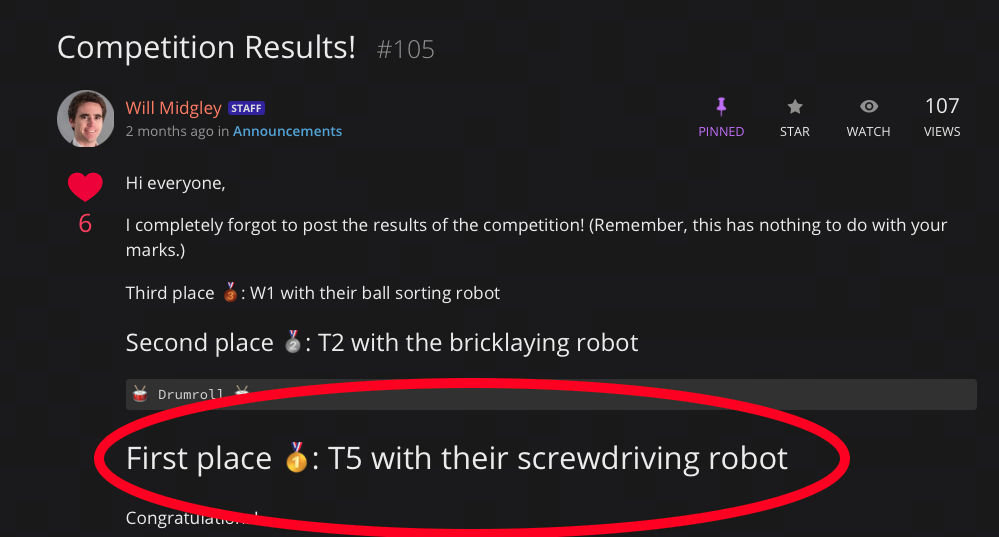 Competition Results! #105
Will Midgley STAFF
2 months ago in Announcements
PINNED
STAR
WATCH
107
VIEWS
6
Hi everyone,
I completely forgot to post the results of the competition! (Remember, this has nothing to do with your
marks.)
Third place 🥉: W1 with their ball sorting robot
Second place 🥈: T2 with the bricklaying robot
🥁 Drumroll 🥁
First place 🥇: T5 with their screwdriving robot
Congratulations!